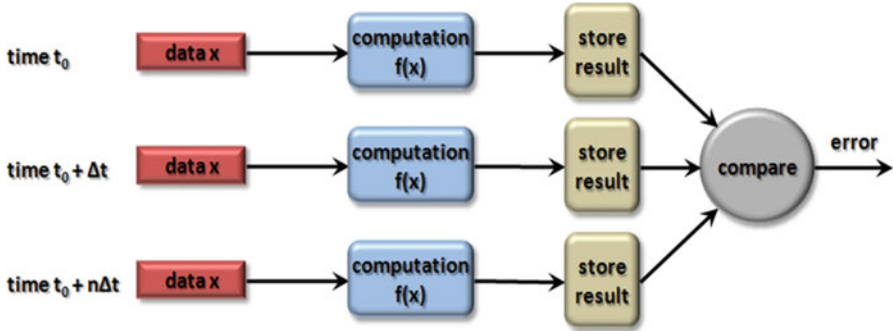 time t₀
data x
computation
f(x)
store
result
time t₀ + Δt
data x
computation
f(x)
store
result
compare
error
time t₀ + nΔt
data x
computation
f(x)
store
result